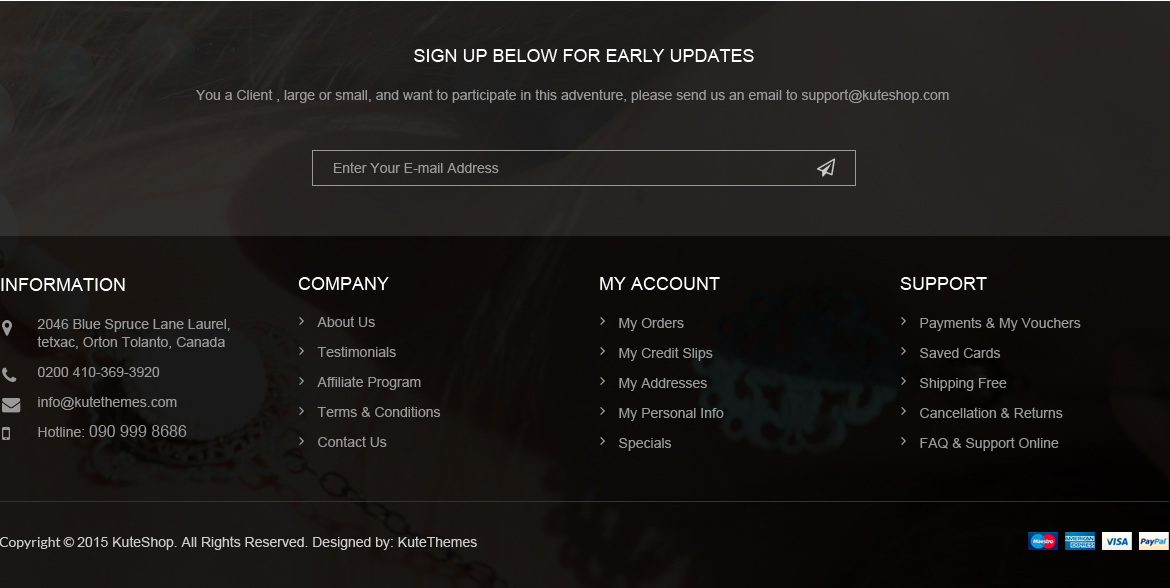 SIGN UP BELOW FOR EARLY UPDATES
You a Client , large or small, and want to participate in this adventure, please send us an email to support@kuteshop.com
Enter Your E-mail Address
INFORMATION
2046 Blue Spruce Lane Laurel,
tetxac, Orton Tolanto, Canada
0200 410-369-3920
info@kutethemes.com
Hotline: 090 999 8686
COMPANY
About Us
Testimonials
Affiliate Program
Terms & Conditions
Contact Us
MY ACCOUNT
My Orders
My Credit Slips
My Addresses
My Personal Info
Specials
SUPPORT
Payments & My Vouchers
Saved Cards
Shipping Free
Cancellation & Returns
FAQ & Support Online
Copyright © 2015 KuteShop. All Rights Reserved. Designed by: KuteThemes
Maestro
AMERICAN
EXPRESS
VISA
PayPal